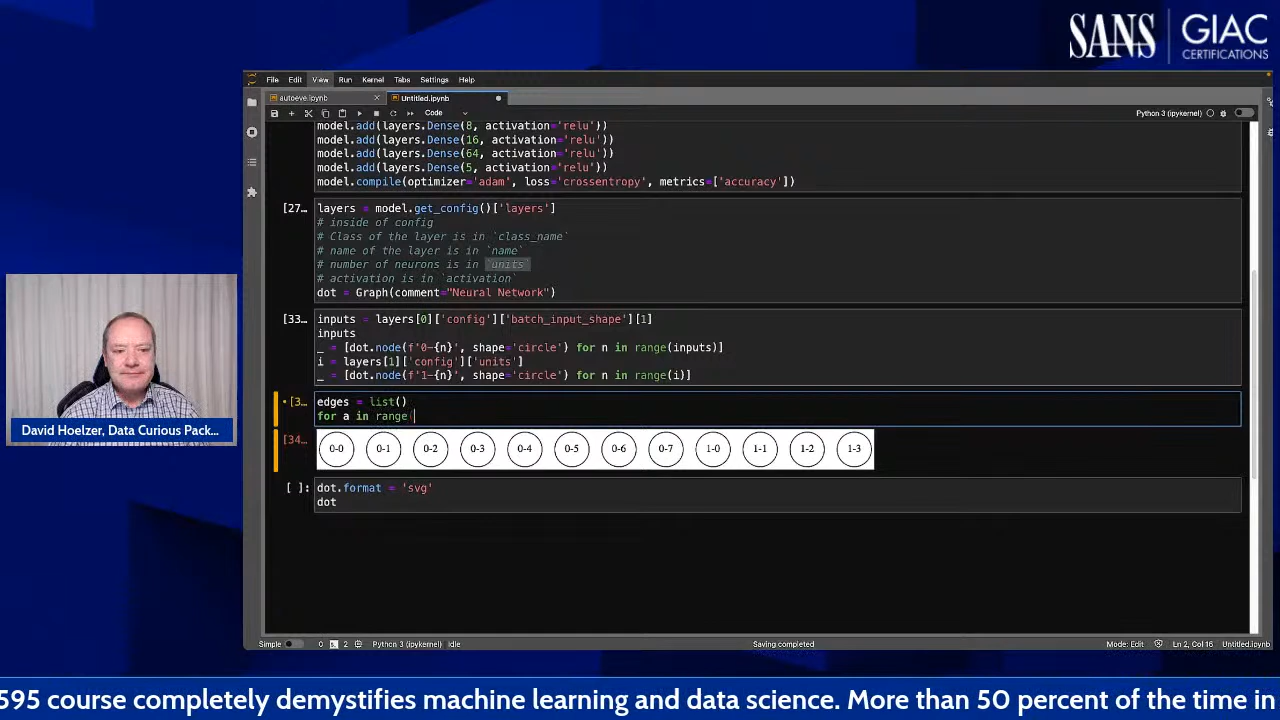 SANS GIAC
CERTIFICATIONS
File Edit View Run Kernel Tabs Settings Help
autoeve.ipynb Untitled.ipynb
Code
Python 3 (ipykernel)
model.add(layers.Dense(8, activation='relu'))
model.add(layers.Dense(16, activation='relu'))
model.add(layers.Dense(64, activation='relu'))
model.add(layers.Dense(5, activation='relu'))
model.compile(optimizer='adam', loss='crossentropy', metrics=['accuracy'])
[27…
layers = model.get_config()['layers']
# inside of config
# Class of the layer is in `class_name`
# name of the layer is in `name`
# number of neurons is in `units`
# activation is in `activation`
dot = Graph(comment="Neural Network")
[33…
inputs = layers[0]['config']['batch_input_shape'][1]
inputs
_ = [dot.node(f'0-{n}', shape='circle') for n in range(inputs)]
i = layers[1]['config']['units']
_ = [dot.node(f'1-{n}', shape='circle') for n in range(i)]
[3…
edges = list()
for a in range(
[34…
0-0 0-1 0-2 0-3 0-4 0-5 0-6 0-7 1-0 1-1 1-2 1-3
[ ]:
dot.format = 'svg'
dot
David Hoelzer, Data Curious Pack...
Simple 0 2 Python 3 (ipykernel) Idle Saving completed Mode: Edit Ln 2, Col 16 Untitled.ipynb
595 course completely demystifies machine learning and data science. More than 50 percent of the time in